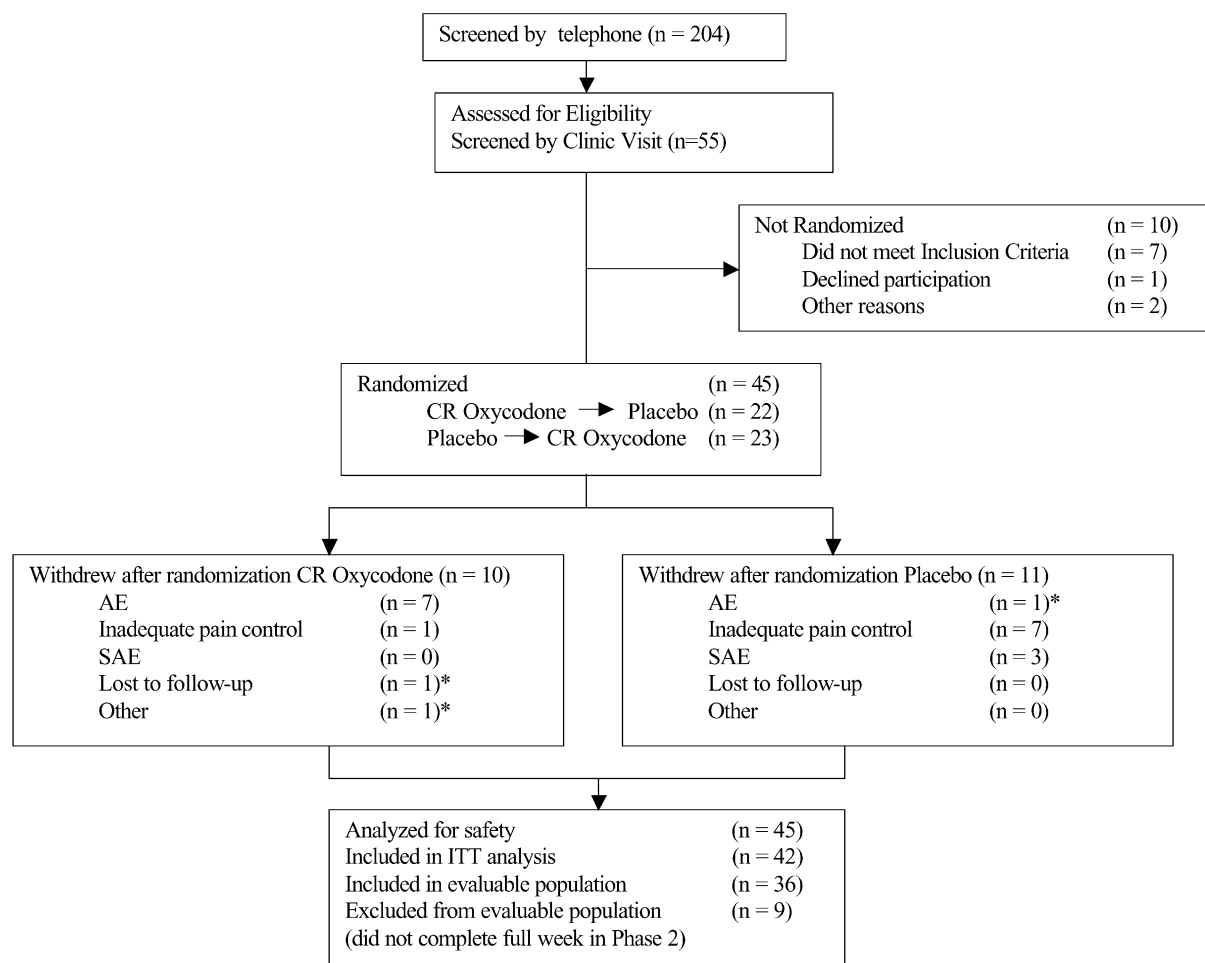 Screened by telephone (n = 204)
Assessed for Eligibility
Screened by Clinic Visit (n=55)
Not Randomized (n = 10)
Did not meet Inclusion Criteria (n = 7)
Declined participation (n = 1)
Other reasons (n = 2)
Randomized (n = 45)
CR Oxycodone → Placebo (n = 22)
Placebo → CR Oxycodone (n = 23)
Withdrew after randomization CR Oxycodone (n = 10)
AE (n = 7)
Inadequate pain control (n = 1)
SAE (n = 0)
Lost to follow-up (n = 1)*
Other (n = 1)*
Withdrew after randomization Placebo (n = 11)
AE (n = 1)*
Inadequate pain control (n = 7)
SAE (n = 3)
Lost to follow-up (n = 0)
Other (n = 0)
Analyzed for safety (n = 45)
Included in ITT analysis (n = 42)
Included in evaluable population (n = 36)
Excluded from evaluable population (n = 9)
(did not complete full week in Phase 2)